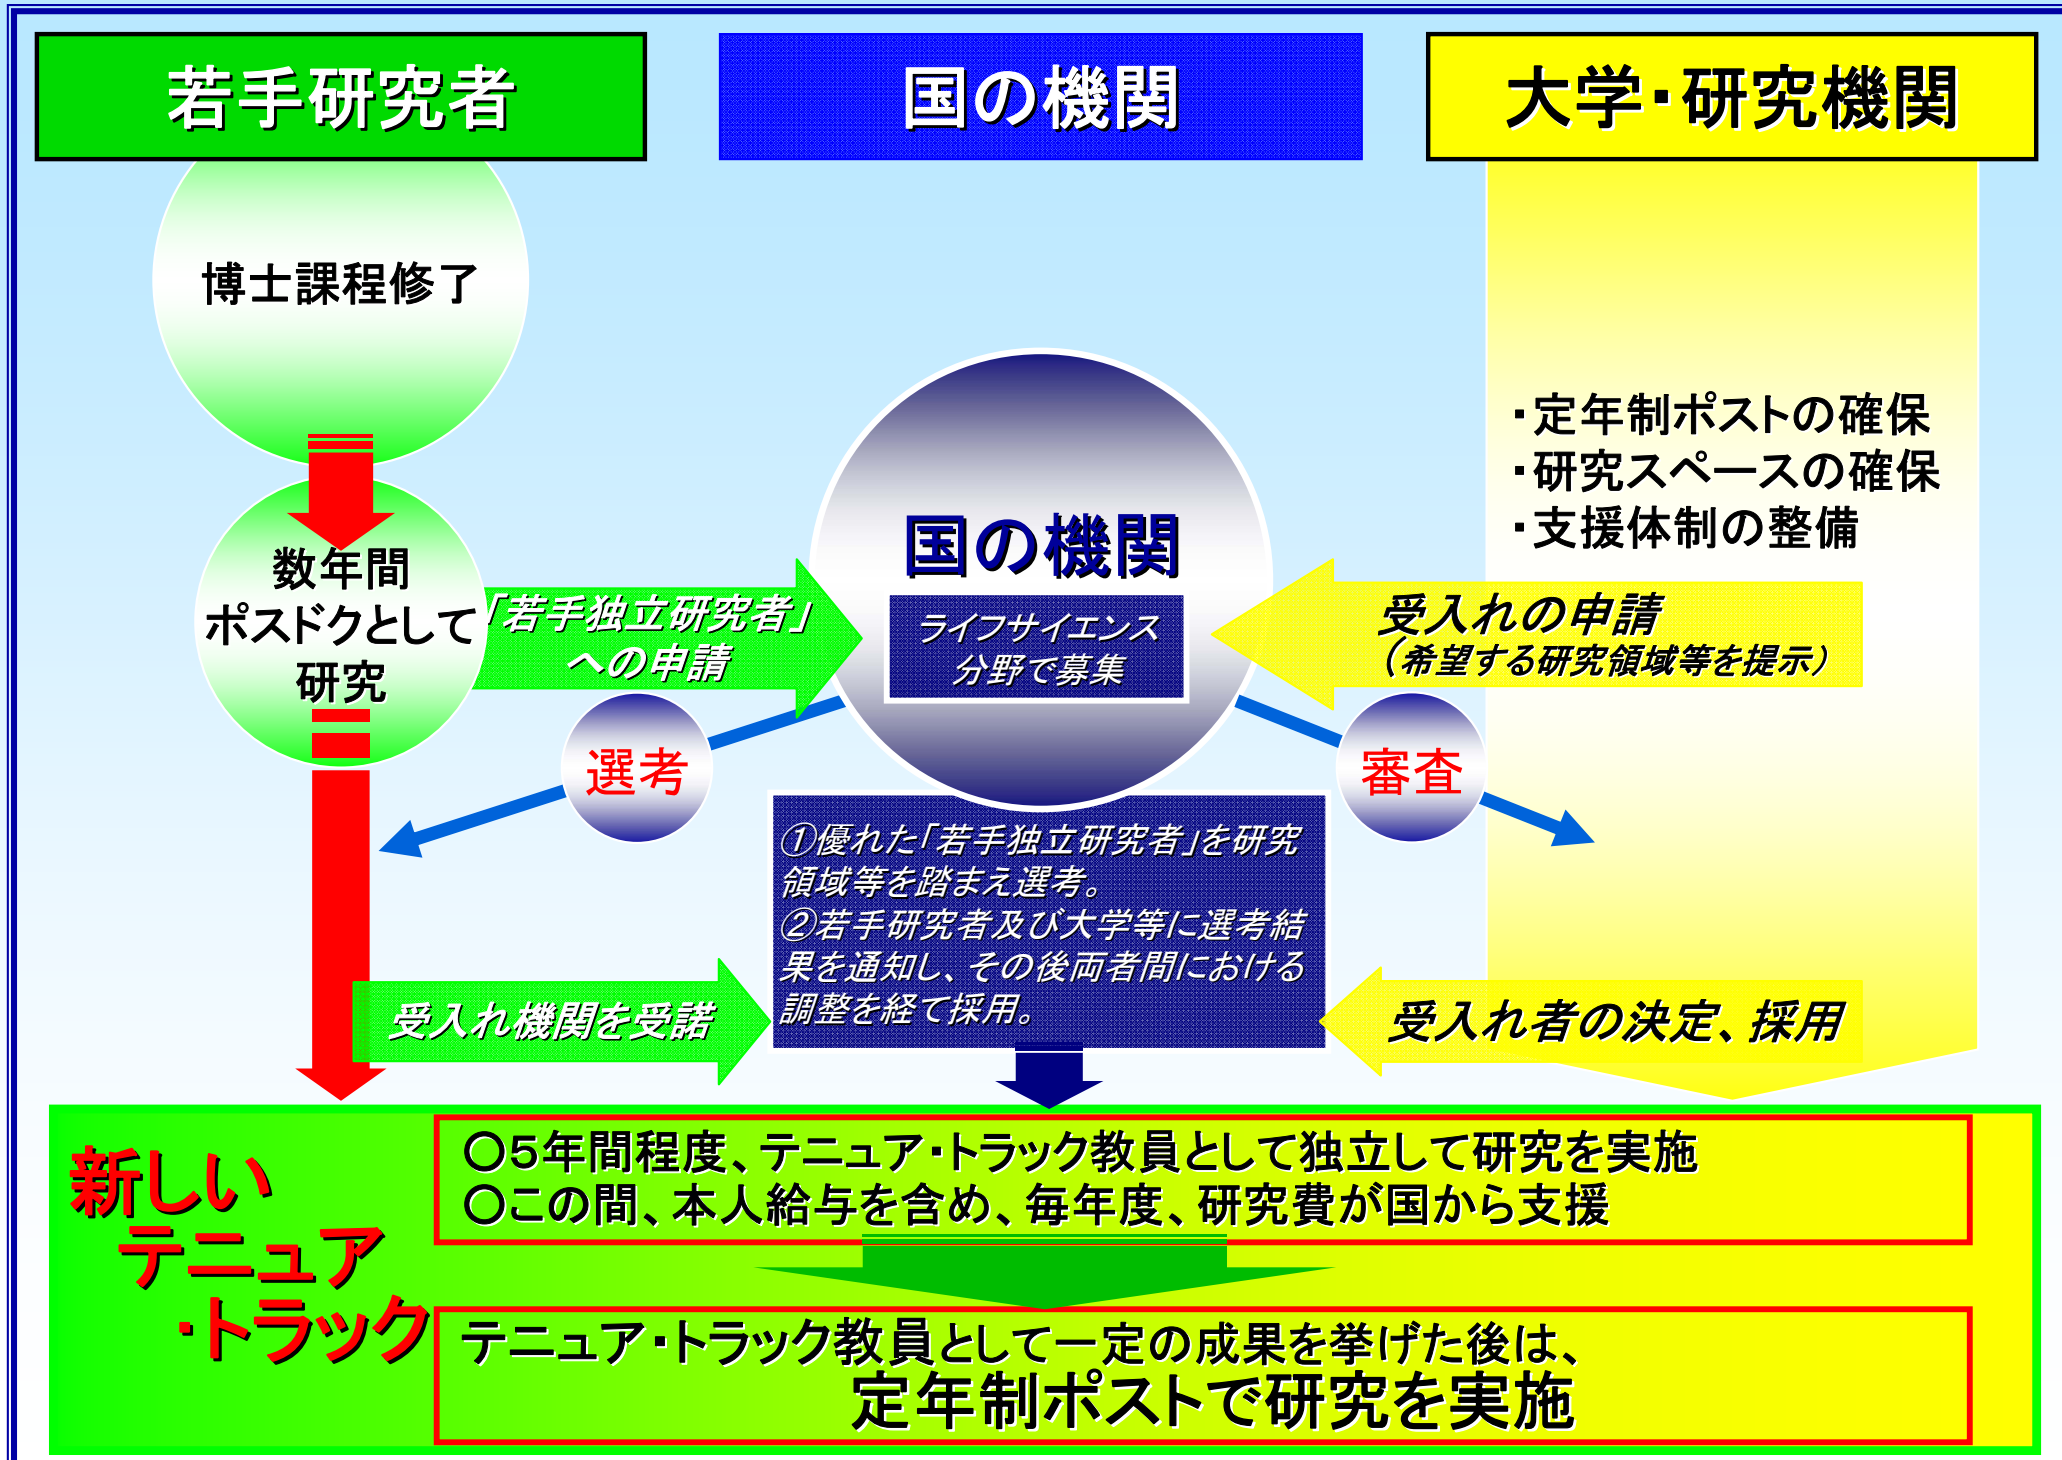 若手研究者
国の機関
大学・研究機関
博士課程修了
数年間
ポスドクとして
研究
「若手独立研究者」
への申請
国の機関
ライフサイエンス
分野で募集
・定年制ポストの確保
・研究スペースの確保
・支援体制の整備
受入れの申請
（希望する研究領域等を提示）
選考
審査
①優れた「若手独立研究者」を研究
領域等を踏まえ選考。
②若手研究者及び大学等に選考結
果を通知し、その後両者間における
調整を経て採用。
受入れ機関を受諾
受入れ者の決定、採用
新しい
テニュア
・トラック
○５年間程度、テニュア・トラック教員として独立して研究を実施
○この間、本人給与を含め、毎年度、研究費が国から支援
テニュア・トラック教員として一定の成果を挙げた後は、
定年制ポストで研究を実施